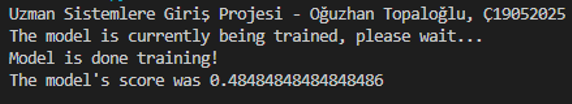 Uzman Sistemlere Giriş Projesi - Oğuzhan Topaloğlu, Ç19052025
The model is currently being trained, please wait...
Model is done training!
The model's score was 0.48484848484848486